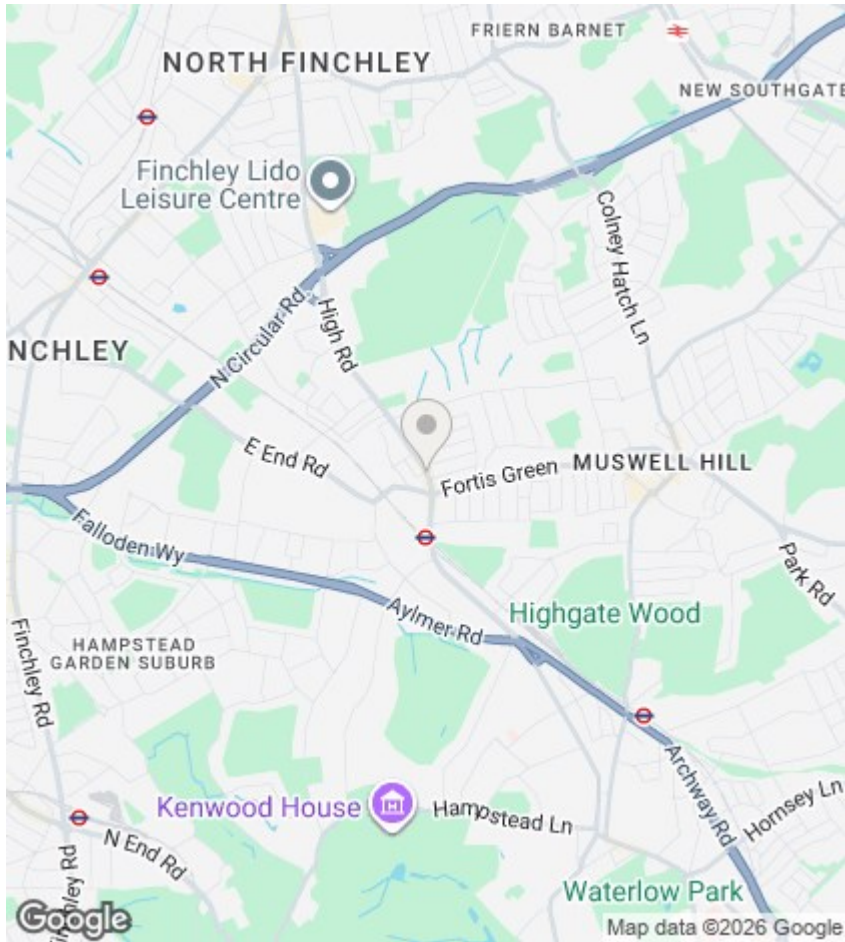 FRIERN BARNET
NORTH FINCHLEY
NEW SOUTHGATE
Finchley Lido
Leisure Centre
Colney Hatch Ln
N Circular Rd
High Rd
NCHLEY
E End Rd
Fortis Green
MUSWELL HILL
Falloden Wy
Park Rd
Aylmer Rd
Highgate Wood
HAMPSTEAD
GARDEN SUBURB
Finchley Rd
Archway Rd
Kenwood House
Hampstead Ln
Hornsey Ln
N End Rd
Finchley Rd
Waterlow Park
Google
Map data ©2026 Google